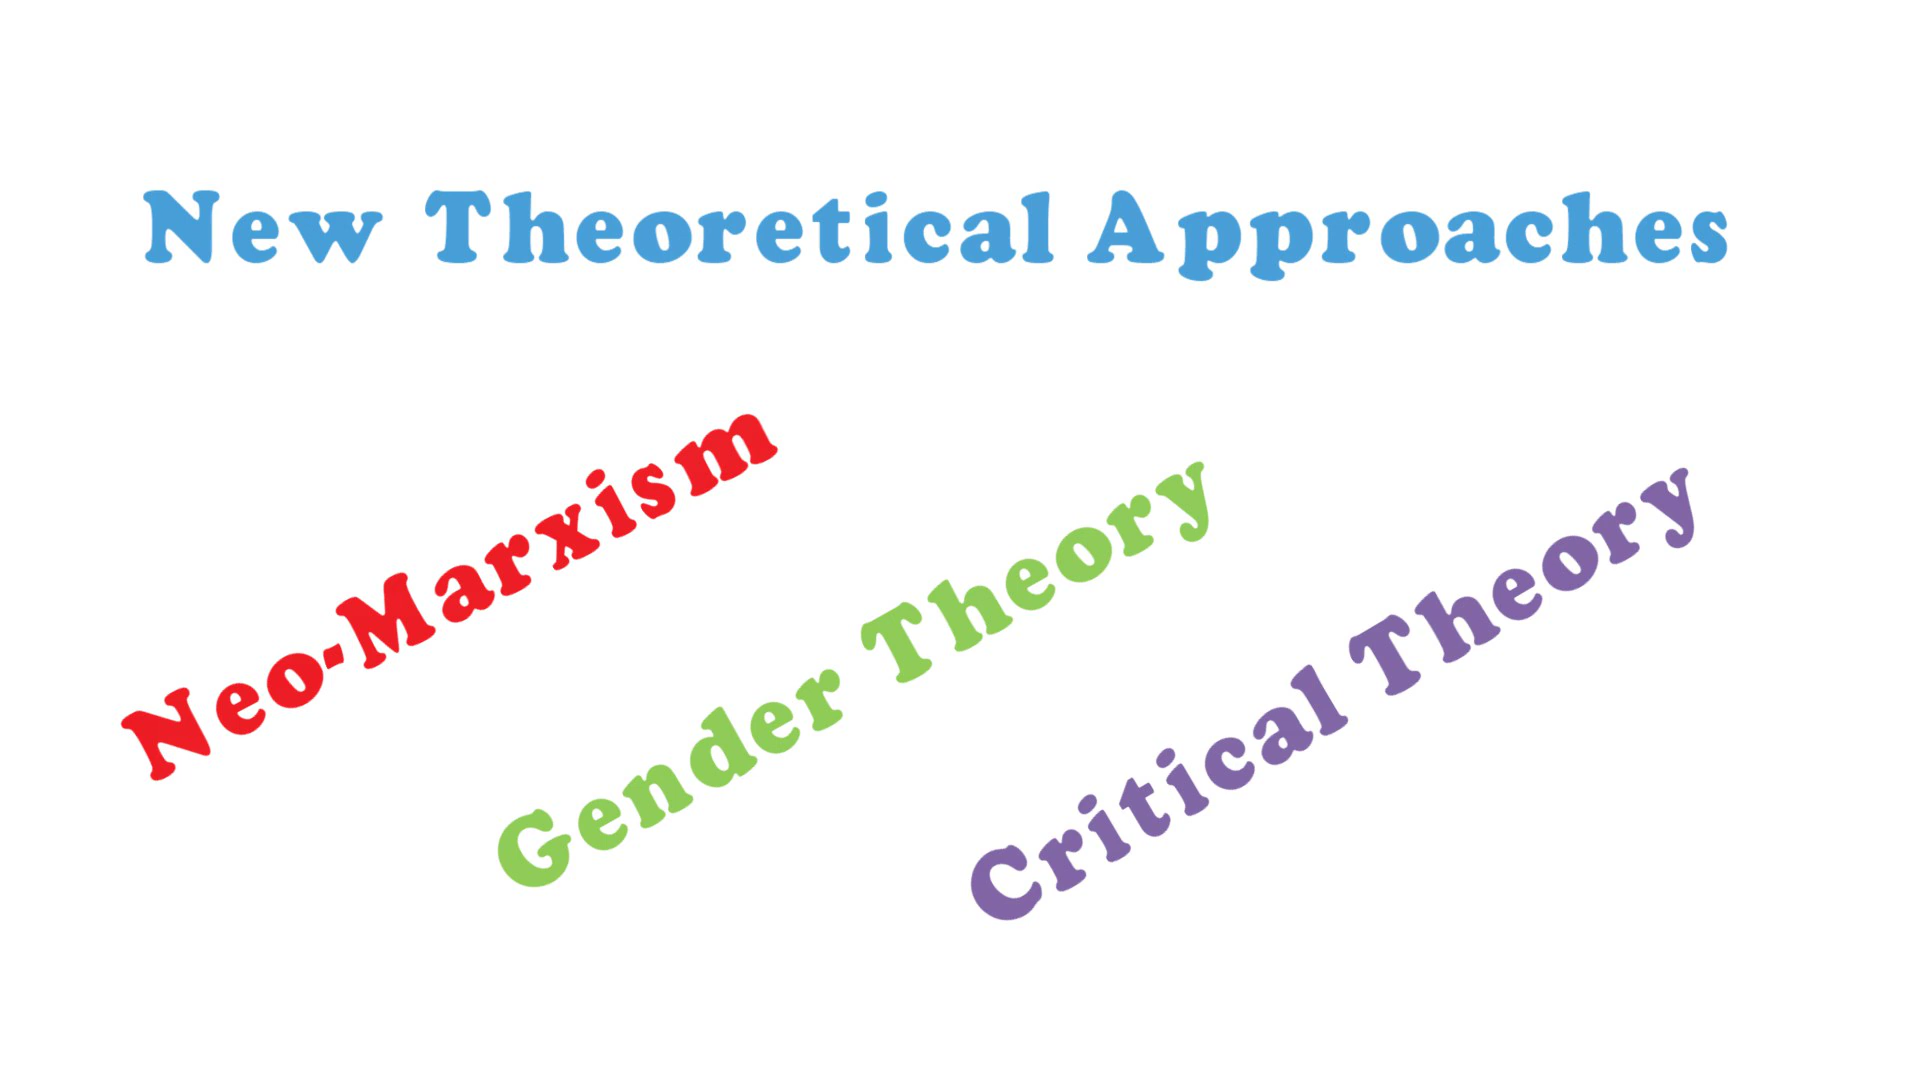 New Theoretical Approaches
Neo-Marxism
Gender Theory
Critical Theory